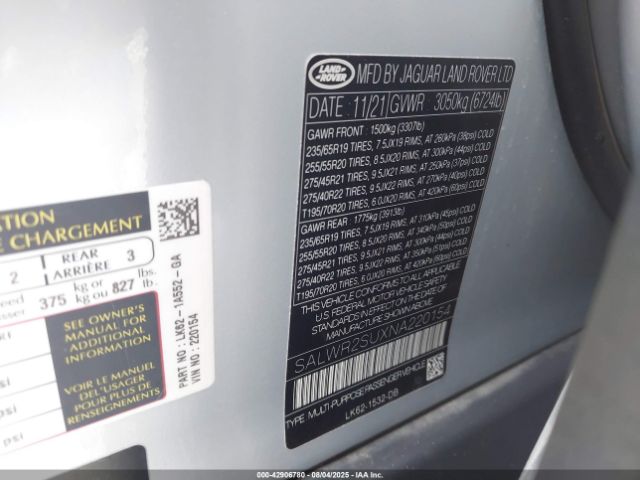 LAND ROVER
MFD BY JAGUAR LAND ROVER LTD
DATE: 11/21 GVWR : 3050kg (6724lb)
GAWR FRONT : 1500kg (3307lb)
235/65R19 TIRES, 7.5JX19 RIMS, AT 260kPa (38psi) COLD
255/55R20 TIRES, 8.5JX20 RIMS, AT 300kPa (44psi) COLD
275/45R21 TIRES, 9.5JX21 RIMS, AT 250kPa (37psi) COLD
275/40R22 TIRES, 9.5JX22 RIMS, AT 270kPa (40psi) COLD
T195/70R20 TIRES, 6.0JX20 RIMS, AT 420kPa (60psi) COLD
GAWR REAR : 1775kg (3913lb)
235/65R19 TIRES, 7.5JX19 RIMS, AT 310kPa (45psi) COLD
255/55R20 TIRES, 8.5JX20 RIMS, AT 340kPa (50psi) COLD
275/45R21 TIRES, 9.5JX21 RIMS, AT 300kPa (44psi) COLD
275/40R22 TIRES, 9.5JX22 RIMS, AT 350kPa (51psi) COLD
T195/70R20 TIRES, 6.0JX20 RIMS, AT 420kPa (60psi) COLD
THIS VEHICLE CONFORMS TO ALL APPLICABLE
U.S. FEDERAL MOTOR VEHICLE SAFETY
IN EFFECT ON THE DATE OF
MANUFACTURE SHOWN ABOVE
SALWR2SUXNA220154
TYPE: MULTI-PURPOSE PASSENGER VEHICLE
LK62-1532-DB
CHARGEMENT
2 REAR ARRIÈRE 3
375 kg or kg ou 827 lbs. lb.
SEE OWNER'S
MANUAL FOR
ADDITIONAL
INFORMATION
VOIR LE MANUEL
DE L'USAGER
POUR PLUS DE
RENSEIGNEMENTS
PART NO: LK62-1A552-GA
VIN NO: 220154
000-42906780 - 08/04/2025 - iaai.com